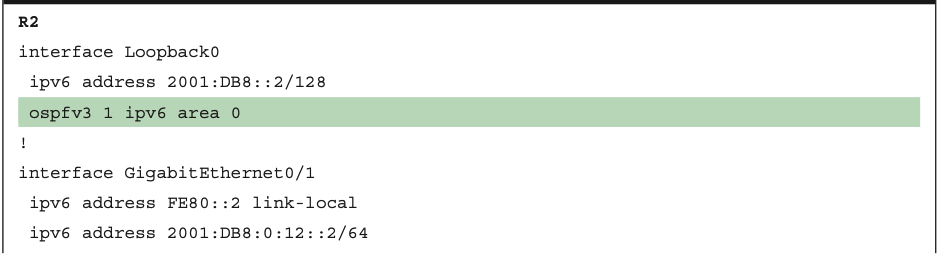 R2
interface Loopback0
ipv6 address 2001:DB8::2/128
ospfv3 1 ipv6 area 0
!
interface GigabitEthernet0/1
ipv6 address FE80::2 link-local
ipv6 address 2001:DB8:0:12::2/64